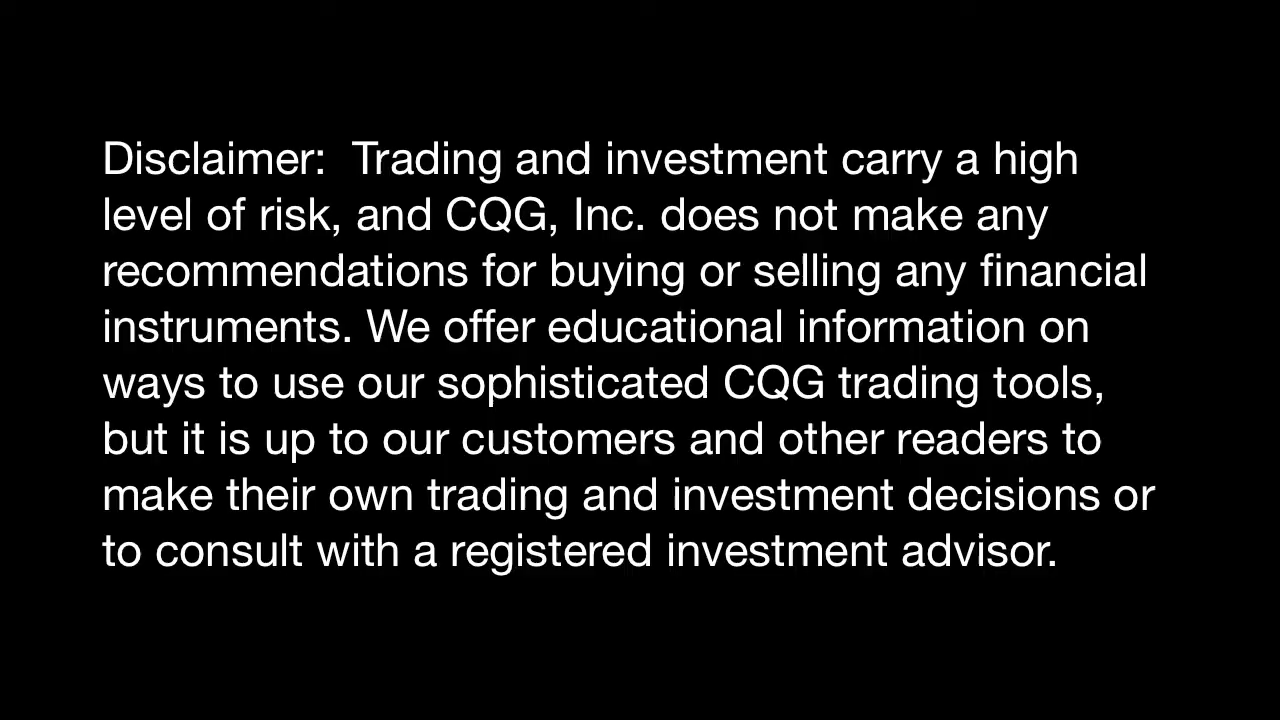 Disclaimer:  Trading and investment carry a high
level of risk, and CQG, Inc. does not make any
recommendations for buying or selling any financial
instruments. We offer educational information on
ways to use our sophisticated CQG trading tools,
but it is up to our customers and other readers to
make their own trading and investment decisions or
to consult with a registered investment advisor.